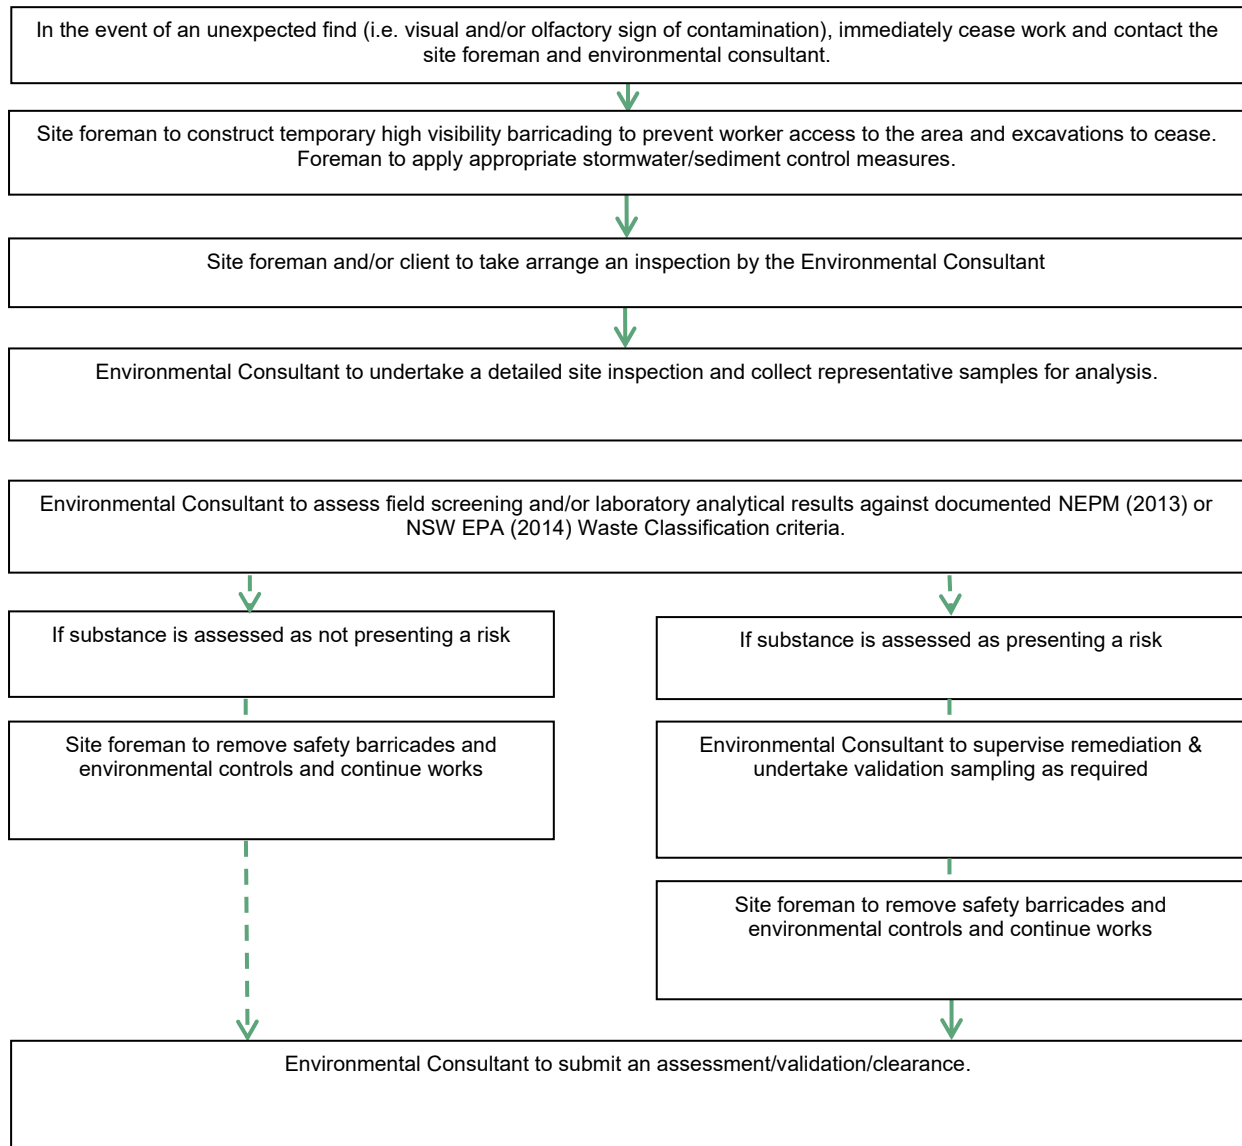 In the event of an unexpected find (i.e. visual and/or olfactory sign of contamination), immediately cease work and contact the
site foreman and environmental consultant.
Site foreman to construct temporary high visibility barricading to prevent worker access to the area and excavations to cease.
Foreman to apply appropriate stormwater/sediment control measures.
Site foreman and/or client to take arrange an inspection by the Environmental Consultant
Environmental Consultant to undertake a detailed site inspection and collect representative samples for analysis.
Environmental Consultant to assess field screening and/or laboratory analytical results against documented NEPM (2013) or
NSW EPA (2014) Waste Classification criteria.
If substance is assessed as not presenting a risk
If substance is assessed as presenting a risk
Site foreman to remove safety barricades and
environmental controls and continue works
Environmental Consultant to supervise remediation &
undertake validation sampling as required
Site foreman to remove safety barricades and
environmental controls and continue works
Environmental Consultant to submit an assessment/validation/clearance.